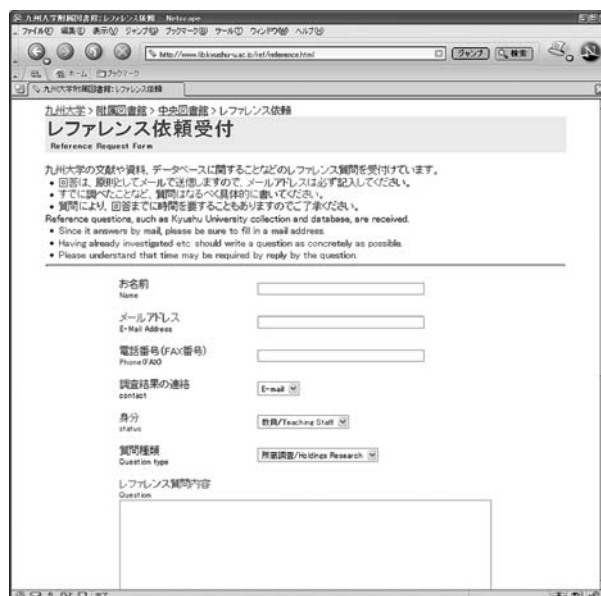 九州大学附属図書館:レファレンス依頼 - Netscape
ファイル(F) 編集(E) 表示(V) ジャンプ(G) ブックマーク(B) ツール(T) ウィンドウ(W) ヘルプ(H)
http://www.lib.kyushu-u.ac.jp/ref/reference.html ジャンプ 検索
ホーム ブックマーク
九州大学附属図書館:レファレンス依頼
九州大学 > 附属図書館 > 中央図書館 > レファレンス依頼
レファレンス依頼受付
Reference Request Form
九州大学の文献や資料、データベースに関することなどのレファレンス質問を受付けています。
• 回答は、原則としてメールで送信しますので、メールアドレスは必ず記入してください。
• すでに調べたことなど、質問はなるべく具体的に書いてください。
• 質問により、回答までに時間を要することもありますのでご了承ください。
Reference questions, such as Kyushu University collection and database, are received.
• Since it answers by mail, please be sure to fill in a mail address.
• Having already investigated etc. should write a question as concretely as possible.
• Please understand that time may be required by reply by the question.
お名前
Name
メールアドレス
E-Mail Address
電話番号(FAX番号)
Phone(FAX)
調査結果の連絡
contact
E-mail
身分
status
教員/Teaching Staff
質問種類
Question type
所蔵調査/Holdings Research
レファレンス質問内容
Question
完了